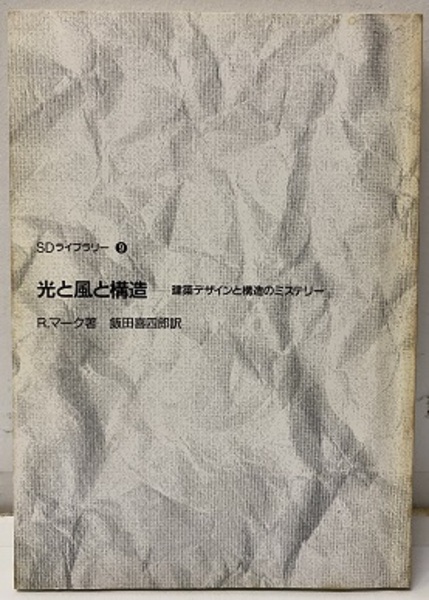 SDライブラリー 9
光と風と構造──建築デザインと構造のミステリー
R.マーク著 飯田喜四郎訳